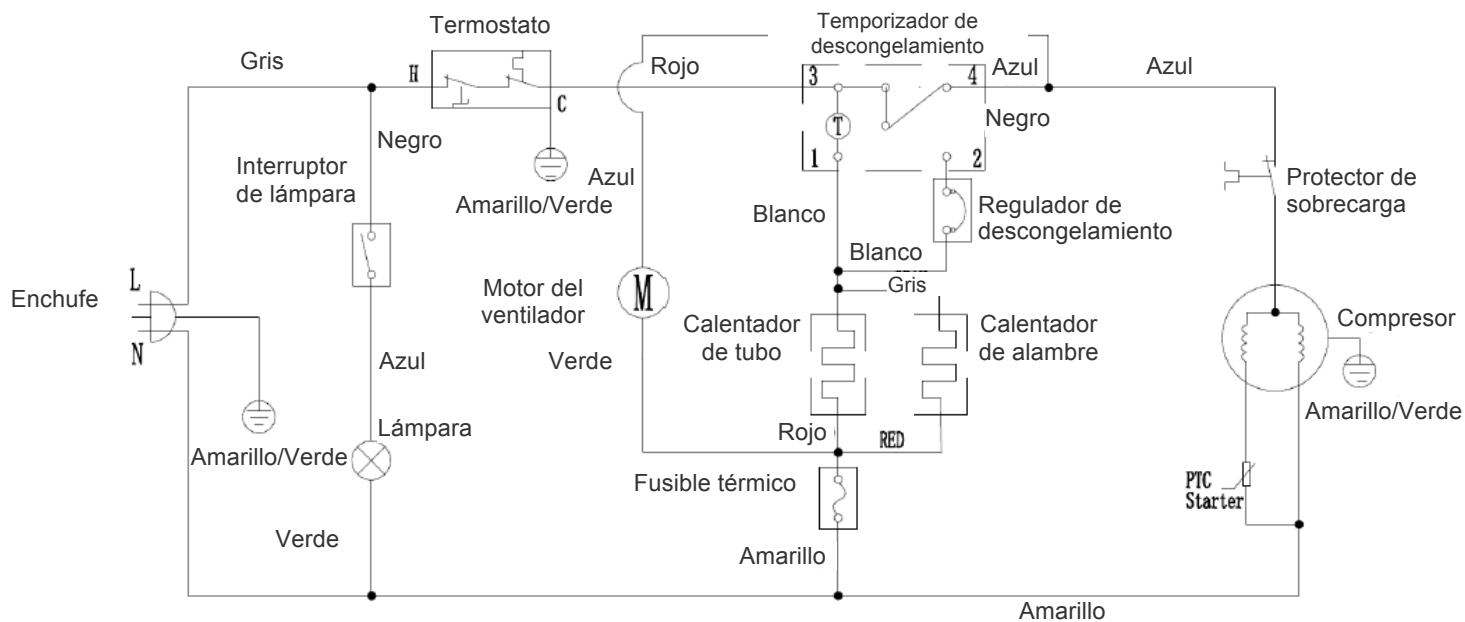 Termostato
Temporizador de
descongelamiento
Gris
H
C
Rojo
3
4
Azul
Azul
Negro
Negro
T
1
2
Interruptor
de lámpara
Amarillo/Verde
Azul
Blanco
Regulador de
descongelamiento
Protector de
sobrecarga
Blanco
Gris
Enchufe
L
N
Motor del
ventilador
M
Calentador
de tubo
Calentador
de alambre
Compresor
Verde
Azul
Amarillo/Verde
Amarillo/Verde
Lámpara
Rojo
RED
Fusible térmico
PTC
Starter
Verde
Amarillo
Amarillo